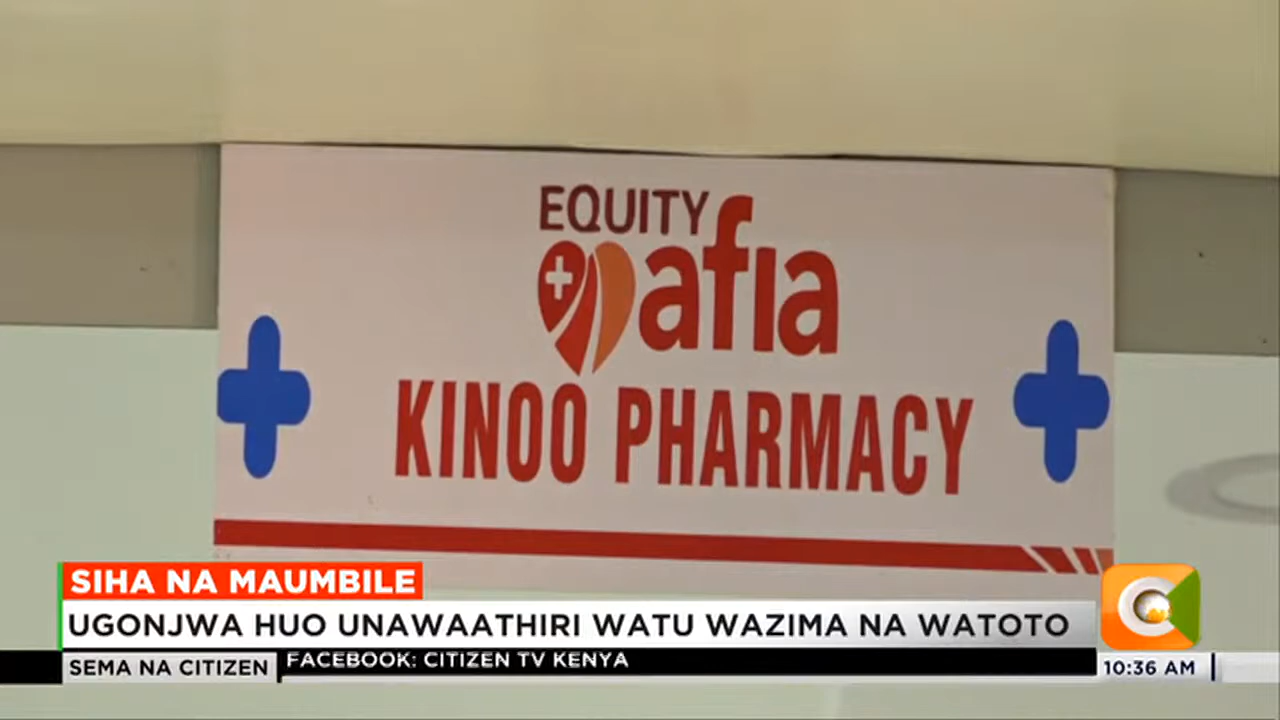 EQUITY
afia
KINOO PHARMACY
SIHA NA MAUMBILE
UGONJWA HUO UNAWAATHIRI WATU WAZIMA NA WATOTO
SEMA NA CITIZEN
FACEBOOK: CITIZEN TV KENYA
10:36 AM